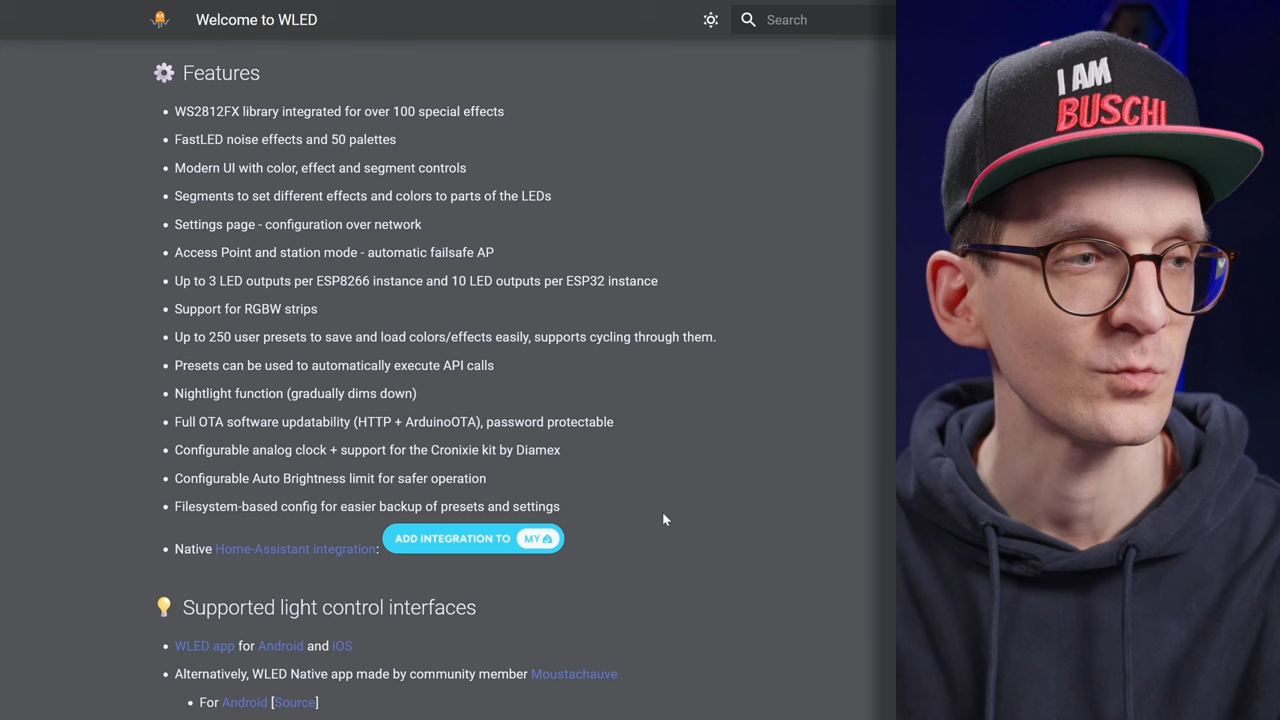 Welcome to WLED
Search
Features
WS2812FX library integrated for over 100 special effects
FastLED noise effects and 50 palettes
Modern UI with color, effect and segment controls
Segments to set different effects and colors to parts of the LEDs
Settings page - configuration over network
Access Point and station mode - automatic failsafe AP
Up to 3 LED outputs per ESP8266 instance and 10 LED outputs per ESP32 instance
Support for RGBW strips
Up to 250 user presets to save and load colors/effects easily, supports cycling through them.
Presets can be used to automatically execute API calls
Nightlight function (gradually dims down)
Full OTA software updatability (HTTP + ArduinoOTA), password protectable
Configurable analog clock + support for the Cronixie kit by Diamex
Configurable Auto Brightness limit for safer operation
Filesystem-based config for easier backup of presets and settings
Native Home-Assistant integration: ADD INTEGRATION TO MY
Supported light control interfaces
WLED app for Android and iOS
Alternatively, WLED Native app made by community member Moustachauve
For Android [Source]
I AM
BUSCHI